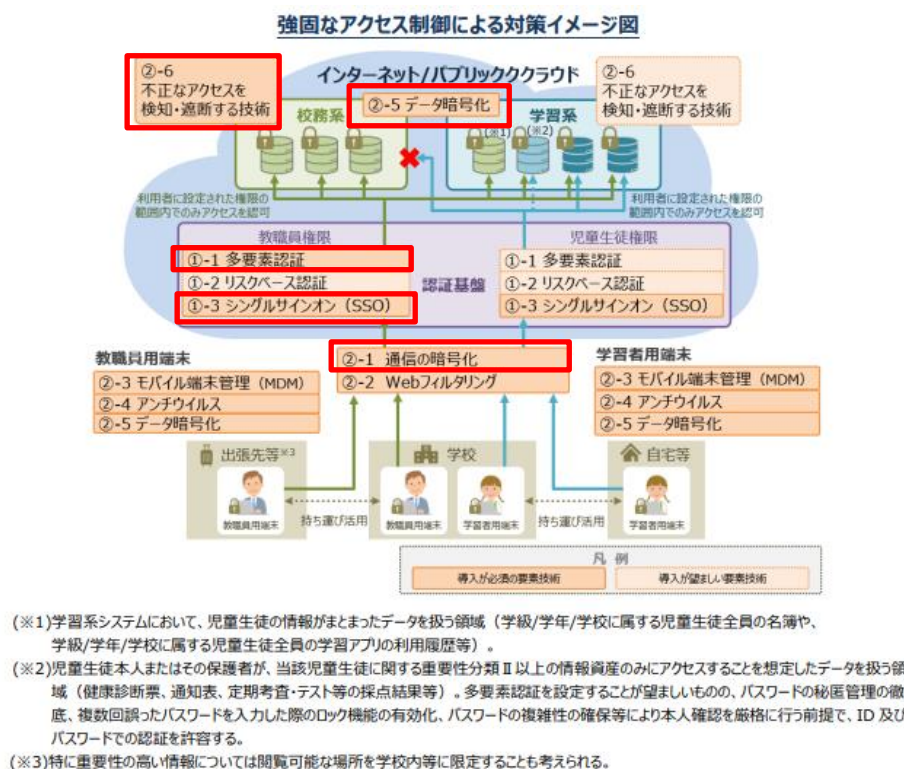 強固なアクセス制御による対策イメージ図
②-6
不正なアクセスを
検知・遮断する技術
インターネット/パブリッククラウド
②-6
不正なアクセスを
検知・遮断する技術
②-5 データ暗号化
校務系
学習系
(※1)
(※2)
利用者に設定された権限の
範囲内でのみアクセスを認可
利用者に設定された権限の
範囲内でのみアクセスを認可
教職員権限
児童生徒権限
①-1 多要素認証
①-2 リスクベース認証
①-3 シングルサインオン（SSO）
認証基盤
①-1 多要素認証
①-2 リスクベース認証
①-3 シングルサインオン（SSO）
教職員用端末
②-3 モバイル端末管理（MDM）
②-4 アンチウイルス
②-5 データ暗号化
②-1 通信の暗号化
②-2 Webフィルタリング
学習者用端末
②-3 モバイル端末管理（MDM）
②-4 アンチウイルス
②-5 データ暗号化
出張先等※3
学校
自宅等
教職員用端末
持ち運び活用
教職員用端末
学習者用端末
持ち運び活用
学習者用端末
凡 例
導入が必須の要素技術
導入が望ましい要素技術
(※1)学習系システムにおいて、児童生徒の情報がまとまったデータを扱う領域（学級/学年/学校に属する児童生徒全員の名簿や、
学級/学年/学校に属する児童生徒全員の学習アプリの利用履歴等）。
(※2)児童生徒本人またはその保護者が、当該児童生徒に関する重要性分類Ⅱ以上の情報資産のみにアクセスすることを想定したデータを扱う領
域（健康診断票、通知表、定期考査・テスト等の採点結果等）。多要素認証を設定することが望ましいものの、パスワードの秘匿管理の徹
底、複数回誤ったパスワードを入力した際のロック機能の有効化、パスワードの複雑性の確保等により本人確認を厳格に行う前提で、ID 及び
パスワードでの認証を許容する。
(※3)特に重要性の高い情報については閲覧可能な場所を学校内等に限定することも考えられる。